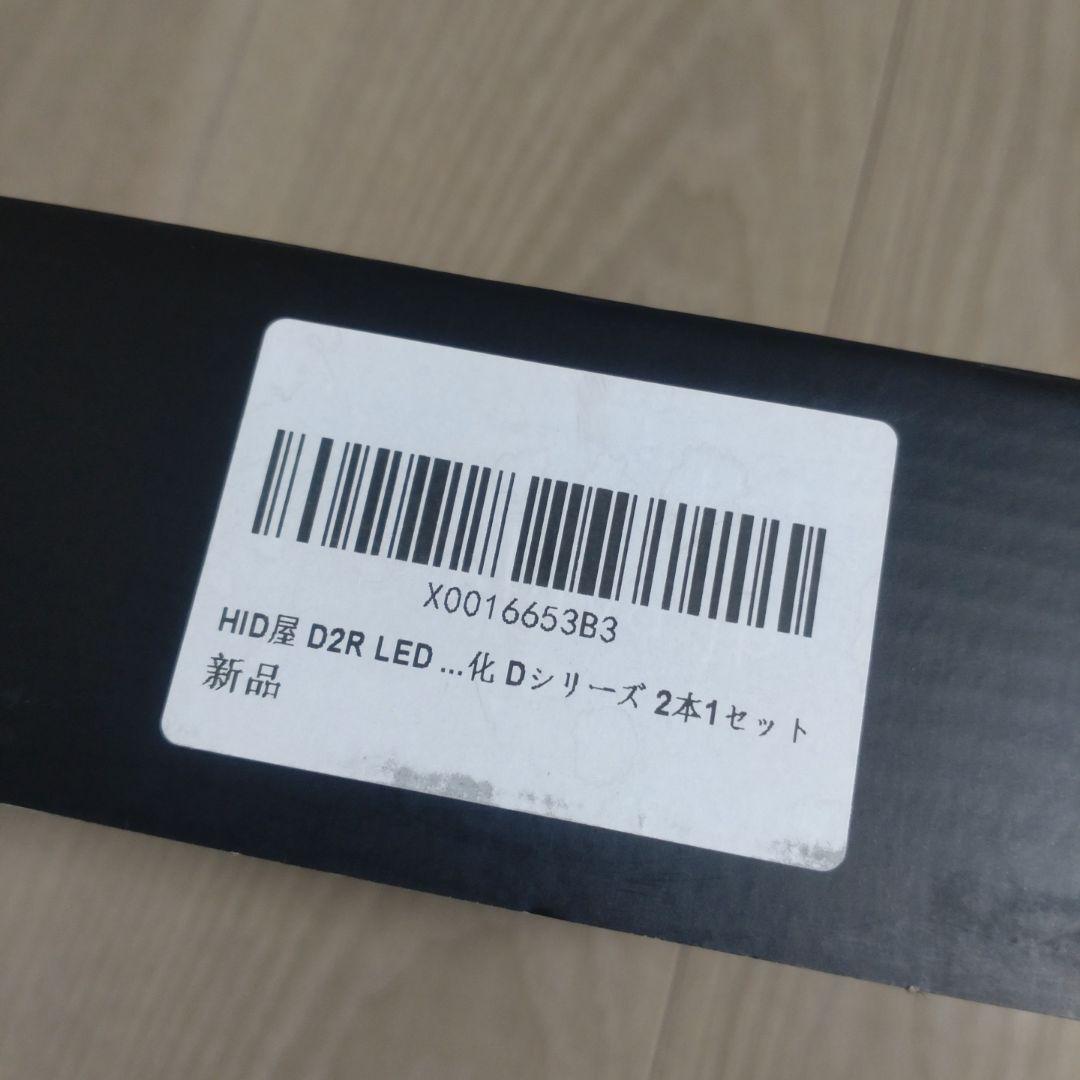 X0016653B3
HID屋 D2R LED ...化 Dシリーズ 2本1セット
新品